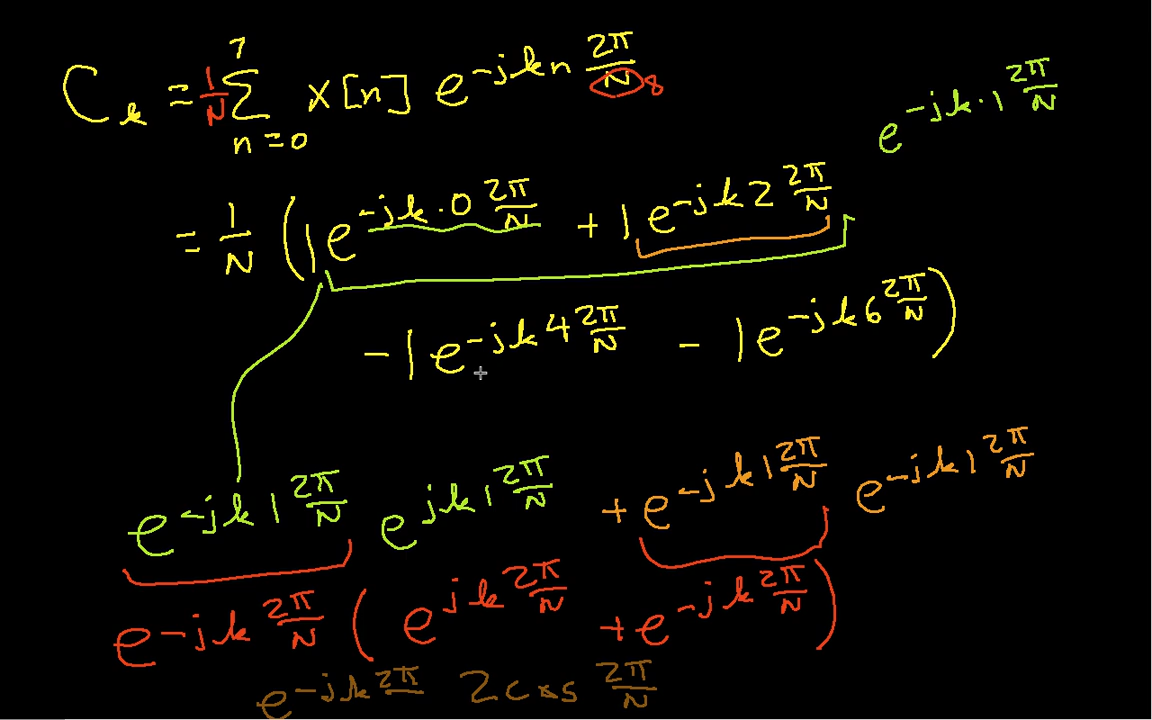 C_k = 1/N Σ_{n=0}^{7} x[n] e^{-jkn 2π/N} 8
e^{-jk·1 2π/N}
= 1/N (1e^{-jk·0 2π/N} + 1e^{-jk2 2π/N}
-1e^{-jk4 2π/N} - 1e^{-jk6 2π/N})
e^{-jk1 2π/N} e^{jk1 2π/N} + e^{-jk1 2π/N} e^{-jk1 2π/N}
e^{-jk 2π/N} (e^{jk 2π/N} + e^{-jk 2π/N})
e^{-jk 2π} 2cos 2π/N